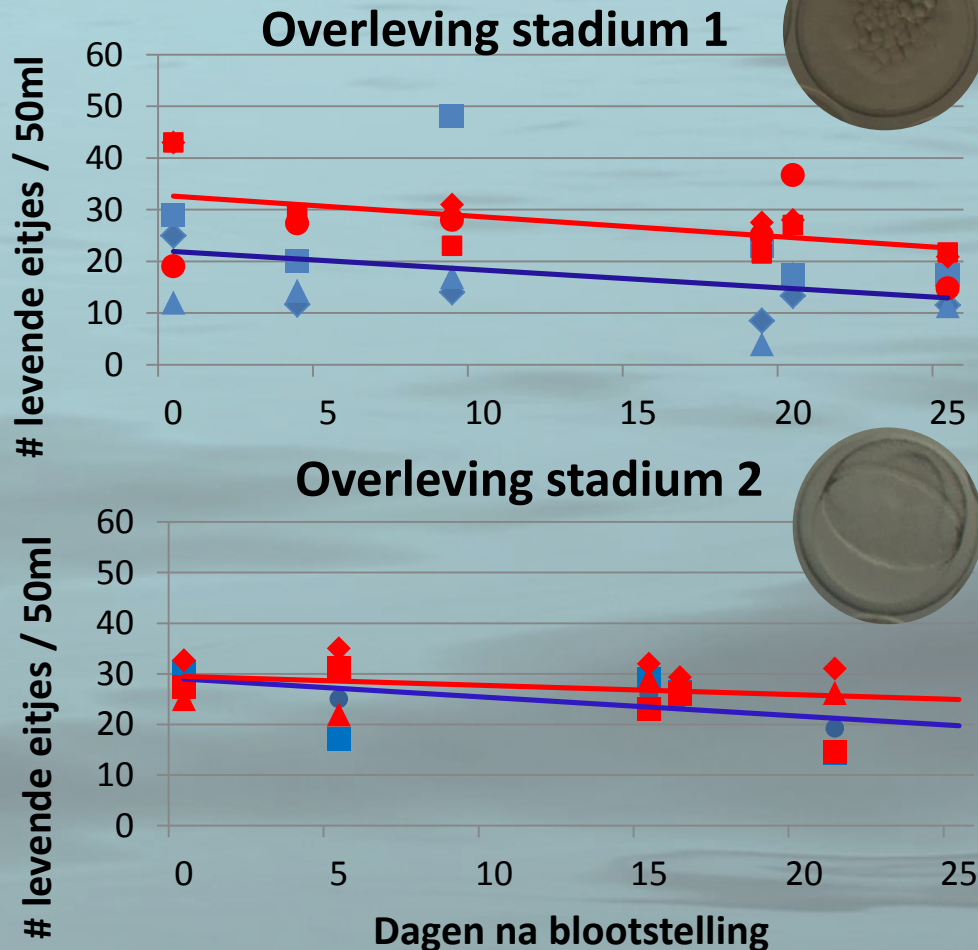 Overleving stadium 1
# levende eitjes / 50ml
60
50
40
30
20
10
0
0 5 10 15 20 25
Overleving stadium 2
# levende eitjes / 50ml
60
50
40
30
20
10
0
0 5 10 15 20 25
Dagen na blootstelling